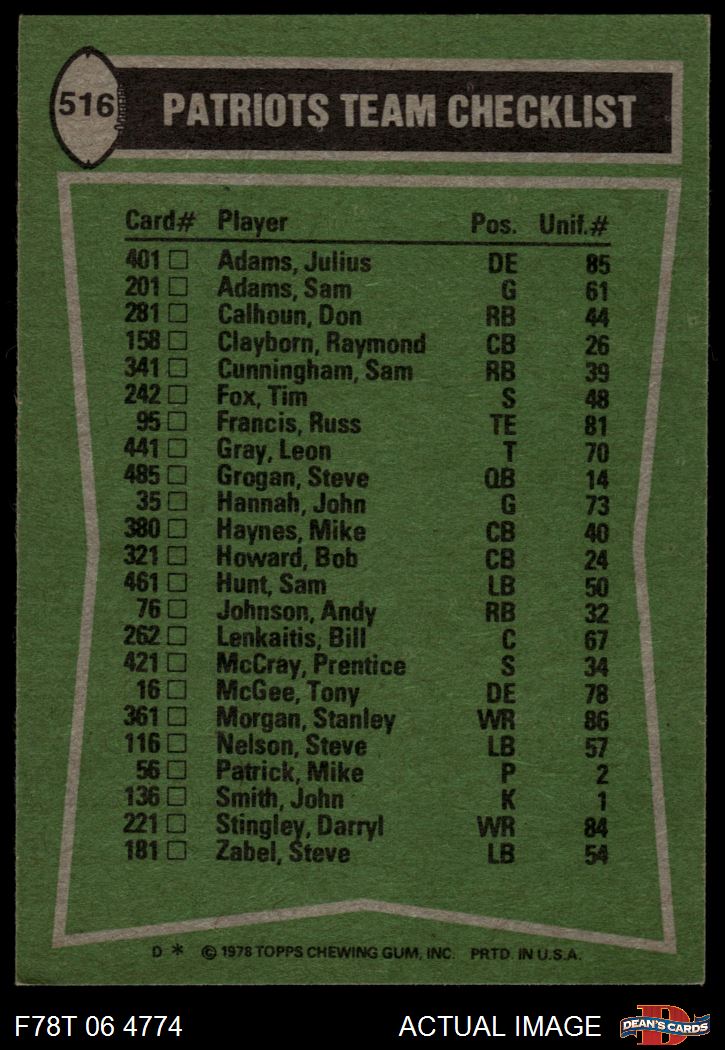 516 PATRIOTS TEAM CHECKLIST
Card# Player Pos. Unif.#
401 Adams, Julius DE 85
201 Adams, Sam G 61
281 Calhoun, Don RB 44
158 Clayborn, Raymond CB 26
341 Cunningham, Sam RB 39
242 Fox, Tim S 48
95 Francis, Russ TE 81
441 Gray, Leon T 70
485 Grogan, Steve QB 14
35 Hannah, John G 73
380 Haynes, Mike CB 40
321 Howard, Bob CB 24
461 Hunt, Sam LB 50
76 Johnson, Andy RB 32
262 Lenkaitis, Bill C 67
421 McCray, Prentice S 34
16 McGee, Tony DE 78
361 Morgan, Stanley WR 86
116 Nelson, Steve LB 57
56 Patrick, Mike P 2
136 Smith, John K 1
221 Stingley, Darryl WR 84
181 Zabel, Steve LB 54
D * © 1978 TOPPS CHEWING GUM, INC. PRTD. IN U.S.A.
F78T 06 4774 ACTUAL IMAGE D DEAN'S CARDS